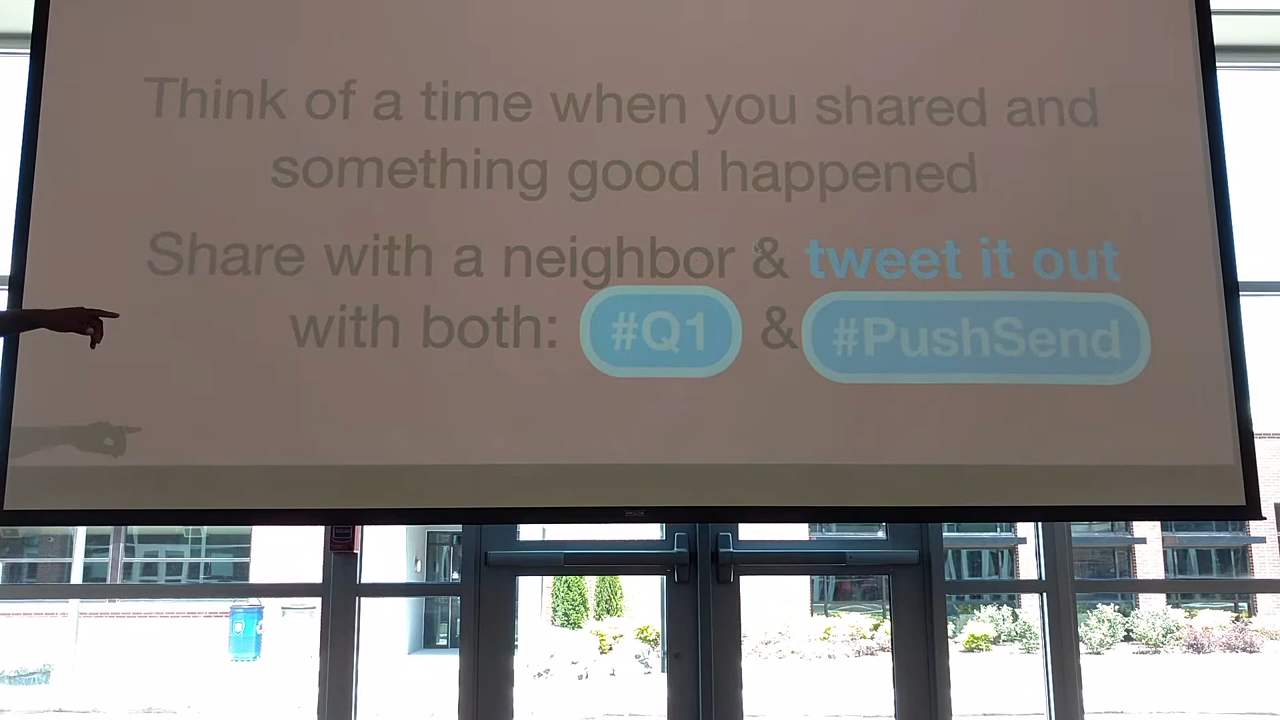 Think of a time when you shared and
something good happened
Share with a neighbor & tweet it out
with both: #Q1 & #PushSend